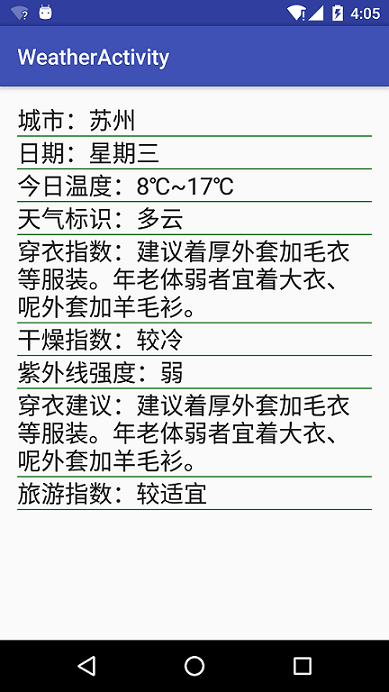 4:05
WeatherActivity
城市：苏州
日期：星期三
今日温度：8℃~17℃
天气标识：多云
穿衣指数：建议着厚外套加毛衣
等服装。年老体弱者宜着大衣、
呢外套加羊毛衫。
干燥指数：较冷
紫外线强度：弱
穿衣建议：建议着厚外套加毛衣
等服装。年老体弱者宜着大衣、
呢外套加羊毛衫。
旅游指数：较适宜